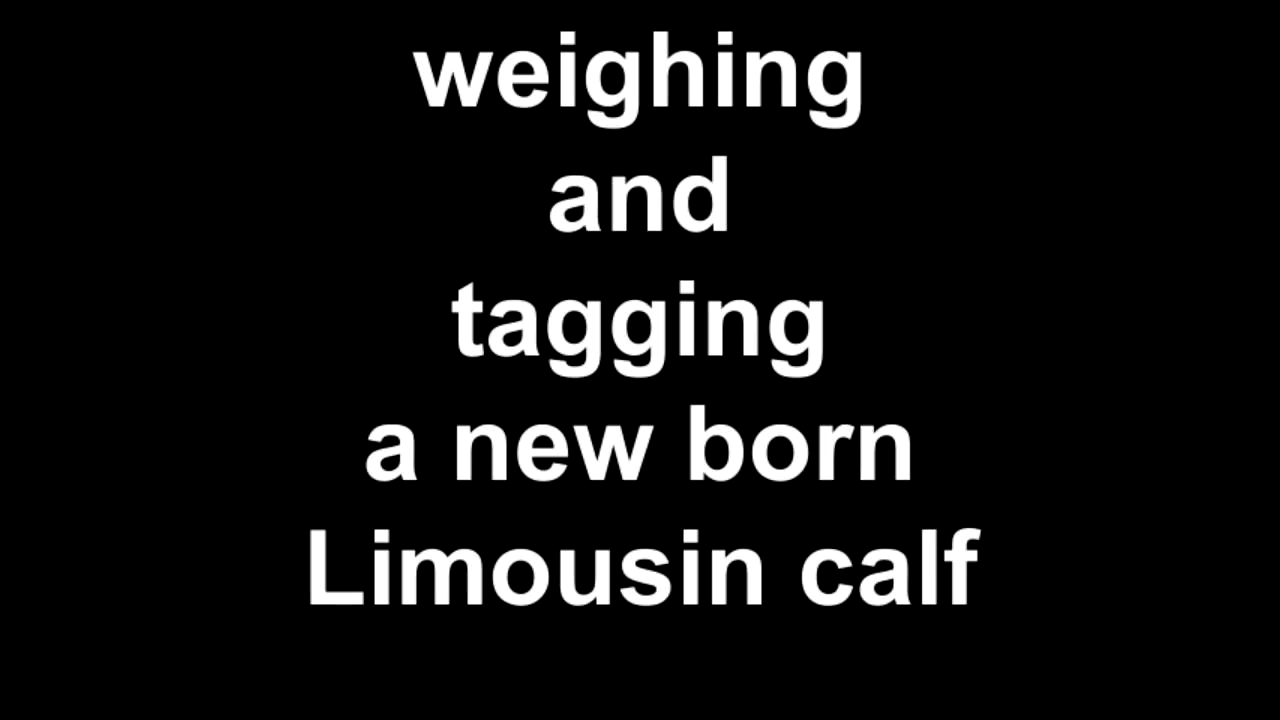 weighing
and
tagging
a new born
Limousin calf